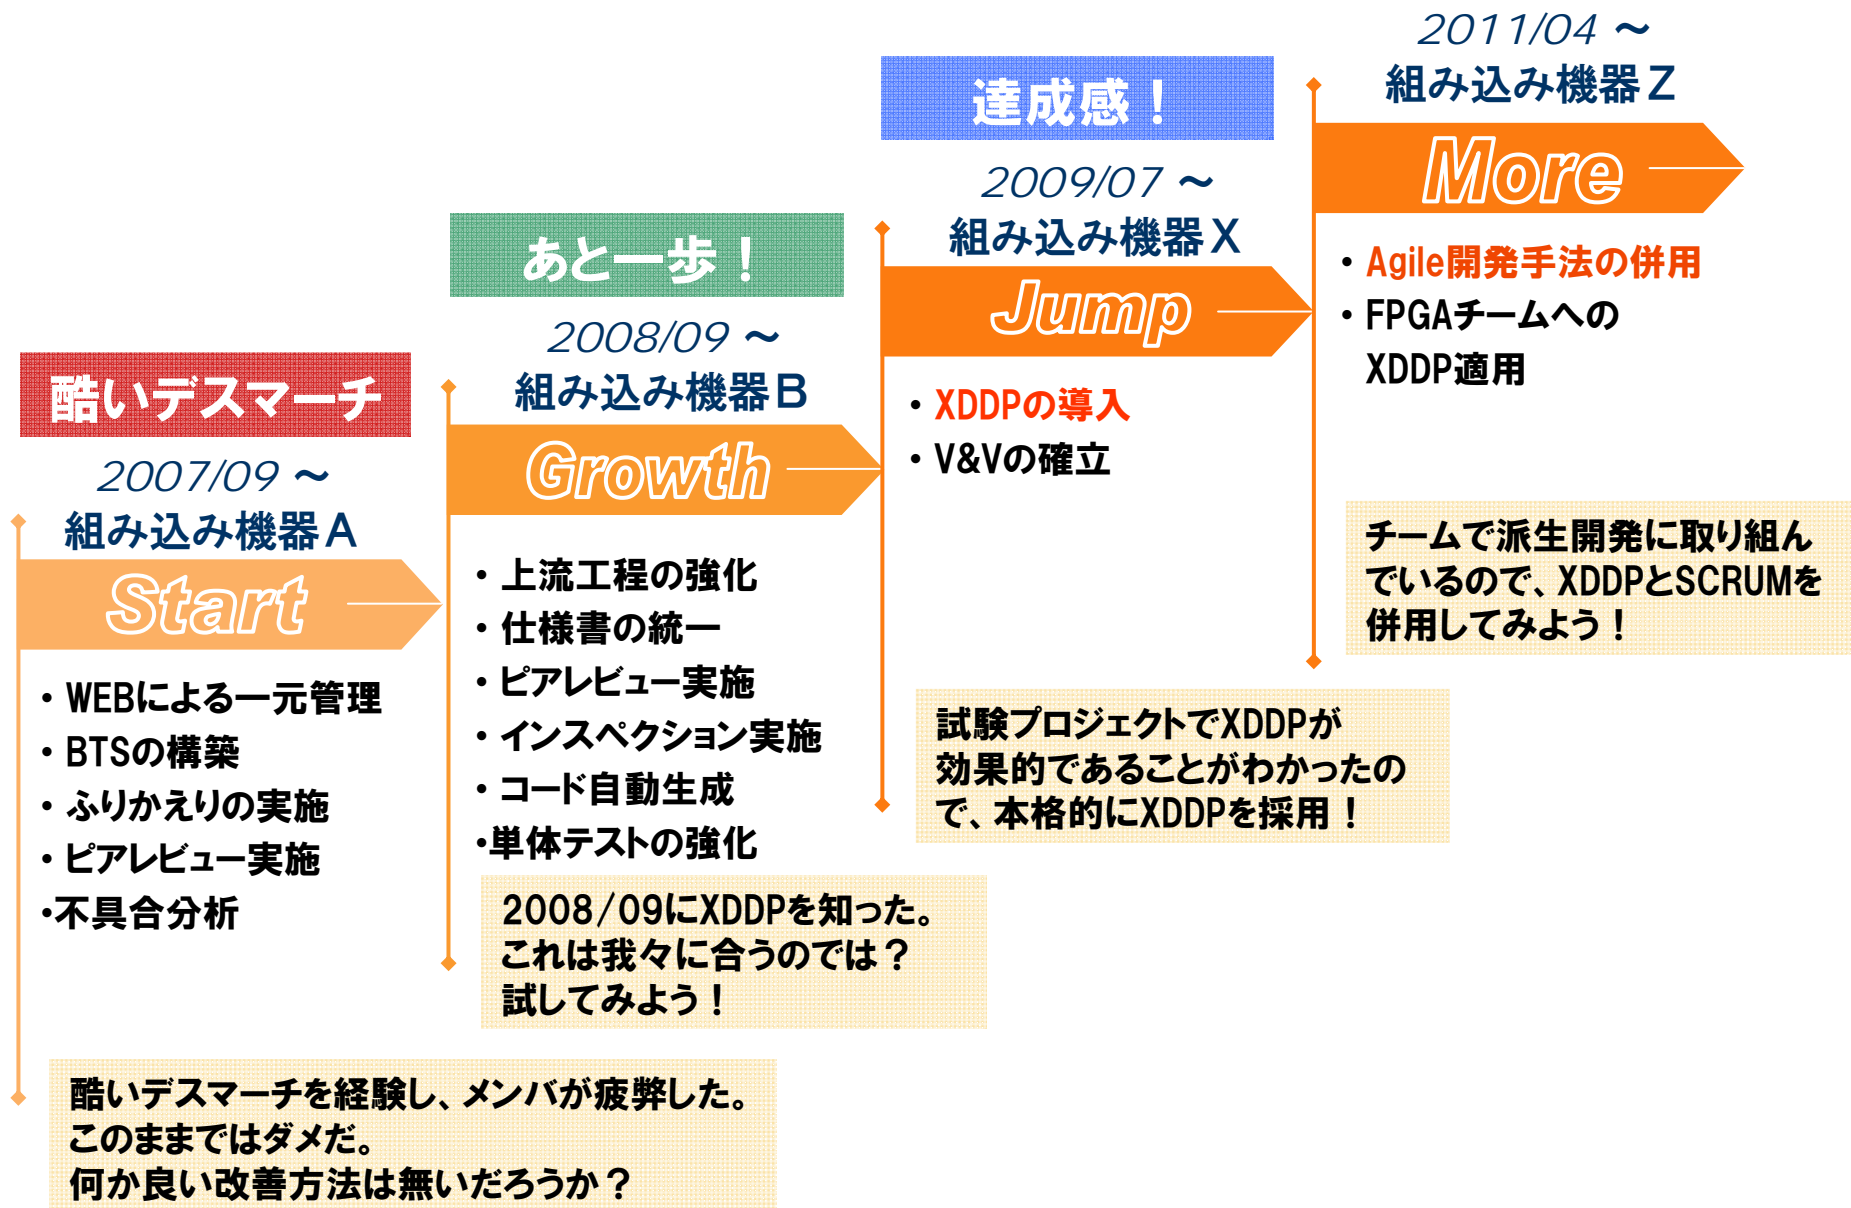 酷いデスマーチ
2007/09 ~
組み込み機器A
Start
・ WEBによる一元管理
・ BTSの構築
・ ふりかえりの実施
・ ピアレビュー実施
・不具合分析
酷いデスマーチを経験し、メンバが疲弊した。
このままではダメだ。
何か良い改善方法は無いだろうか？
あと一歩！
2008/09 ~
組み込み機器B
Growth
・ 上流工程の強化
・ 仕様書の統一
・ ピアレビュー実施
・ インスペクション実施
・ コード自動生成
・単体テストの強化
2008/09にXDDPを知った。
これは我々に合うのでは？
試してみよう！
達成感！
2009/07 ~
組み込み機器X
Jump
・ XDDPの導入
・ V&Vの確立
試験プロジェクトでXDDPが
効果的であることがわかったの
で、本格的にXDDPを採用！
2011/04 ~
組み込み機器Z
More
・ Agile開発手法の併用
・ FPGAチームへの
XDDP適用
チームで派生開発に取り組ん
でいるので、XDDPとSCRUMを
併用してみよう！